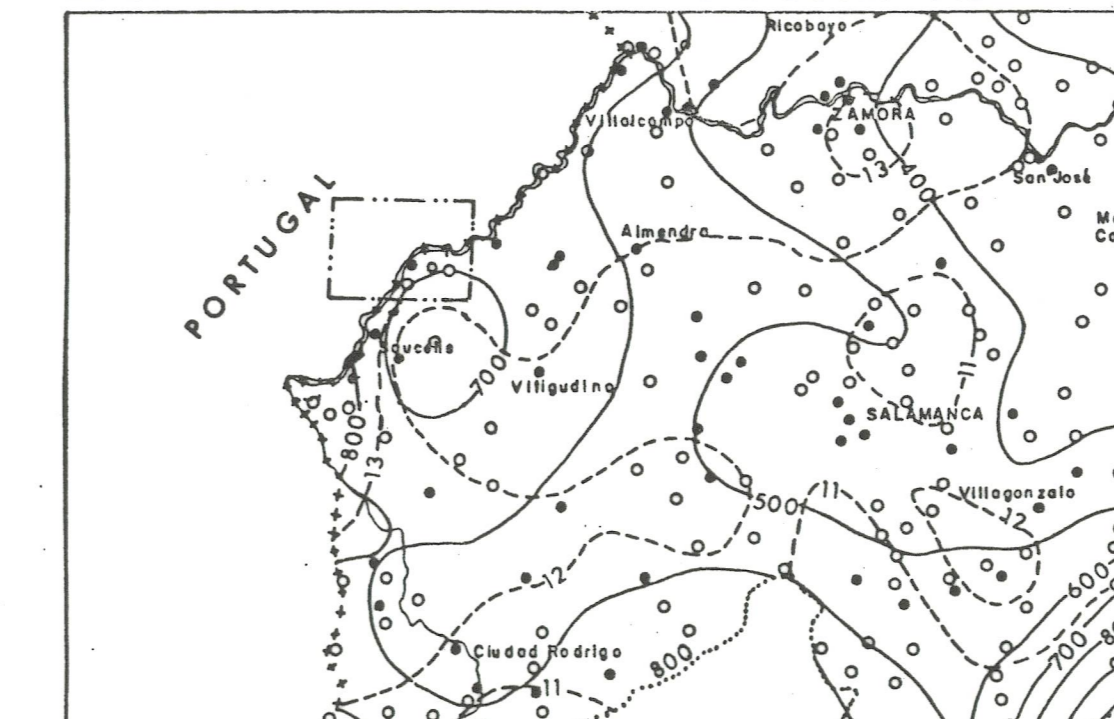 Ricobayo
Villalcampo
ZAMORA
13
400
San José
PORTUGAL
Almendra
Saucelle
700
Vitigudino
11
SALAMANCA
800
13
500
11
Villagonzalo
12
12
600
700
Ciudad Rodrigo
800
11